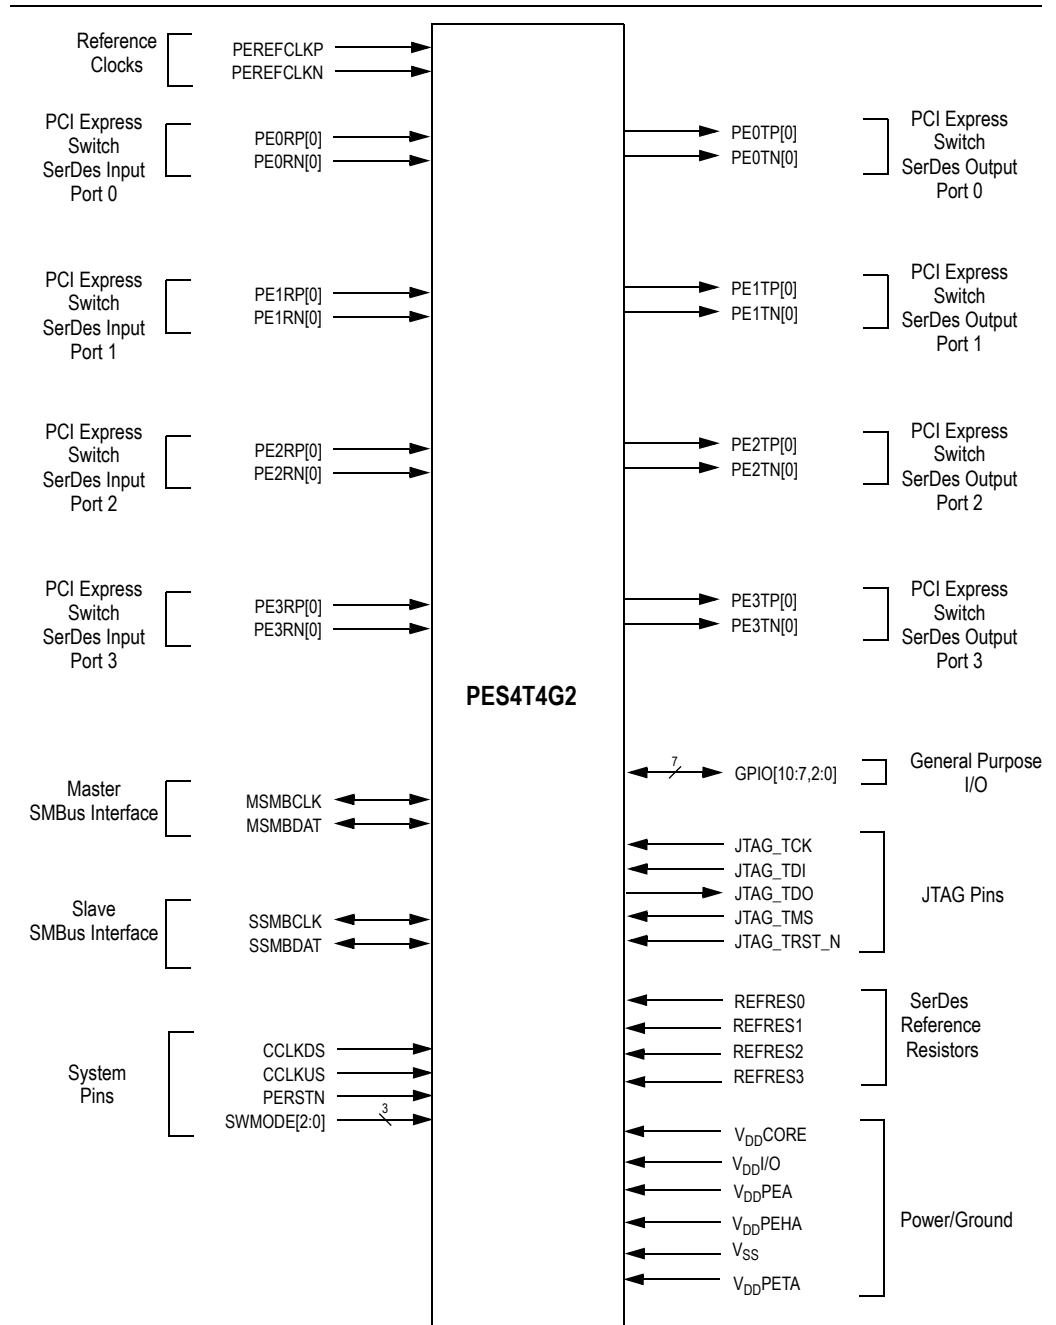 Reference
Clocks
PEREFCLKP
PEREFCLKN
PCI Express
Switch
SerDes Input
Port 0
PE0RP[0]
PE0RN[0]
PE0TP[0]
PE0TN[0]
PCI Express
Switch
SerDes Output
Port 0
PCI Express
Switch
SerDes Input
Port 1
PE1RP[0]
PE1RN[0]
PE1TP[0]
PE1TN[0]
PCI Express
Switch
SerDes Output
Port 1
PCI Express
Switch
SerDes Input
Port 2
PE2RP[0]
PE2RN[0]
PE2TP[0]
PE2TN[0]
PCI Express
Switch
SerDes Output
Port 2
PCI Express
Switch
SerDes Input
Port 3
PE3RP[0]
PE3RN[0]
PE3TP[0]
PE3TN[0]
PCI Express
Switch
SerDes Output
Port 3
PES4T4G2
Master
SMBus Interface
MSMBCLK
MSMBDAT
7
GPIO[10:7,2:0]
General Purpose
I/O
Slave
SMBus Interface
SSMBCLK
SSMBDAT
JTAG_TCK
JTAG_TDI
JTAG_TDO
JTAG_TMS
JTAG_TRST_N
JTAG Pins
System
Pins
CCLKDS
CCLKUS
PERSTN
SWMODE[2:0]
3
REFRES0
REFRES1
REFRES2
REFRES3
SerDes
Reference
Resistors
VDDCORE
VDDI/O
VDDPEA
VDDPEHA
VSS
VDDPETA
Power/Ground